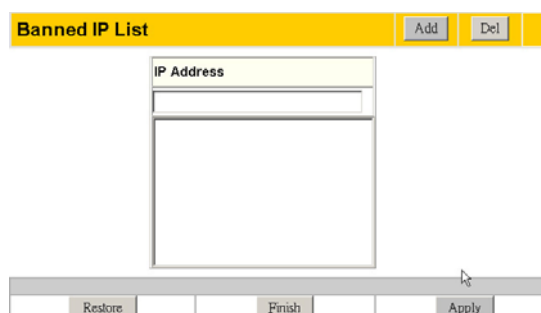 Banned IP List Add Del
IP Address
Restore Finish Apply